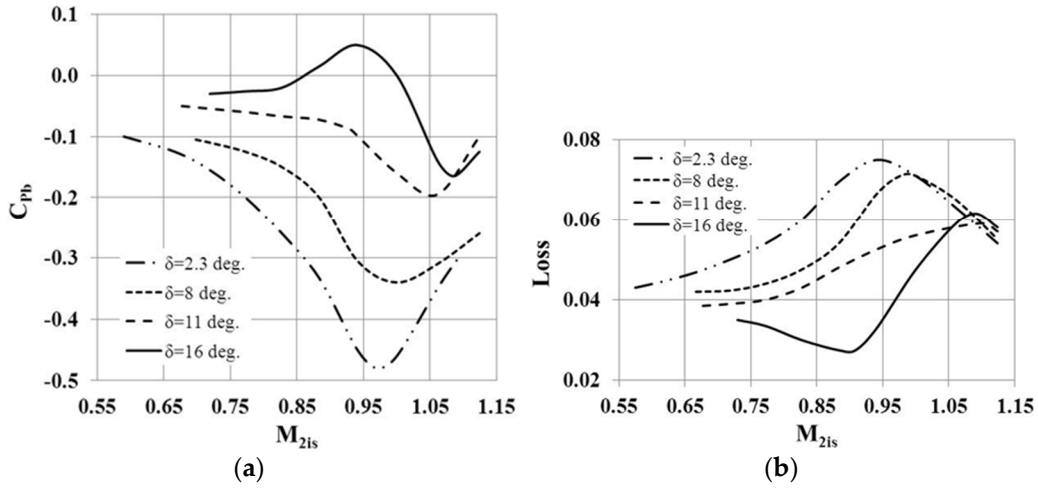 0.1
0.0
-0.1
-0.2
-0.3
-0.4
-0.5
C_Pb
δ=2.3 deg.
δ=8 deg.
δ=11 deg.
δ=16 deg.
0.55 0.65 0.75 0.85 0.95 1.05 1.15
M_2is
(a)
0.08
0.06
0.04
0.02
Loss
δ=2.3 deg.
δ=8 deg.
δ=11 deg.
δ=16 deg.
0.55 0.65 0.75 0.85 0.95 1.05 1.15
M_2is
(b)